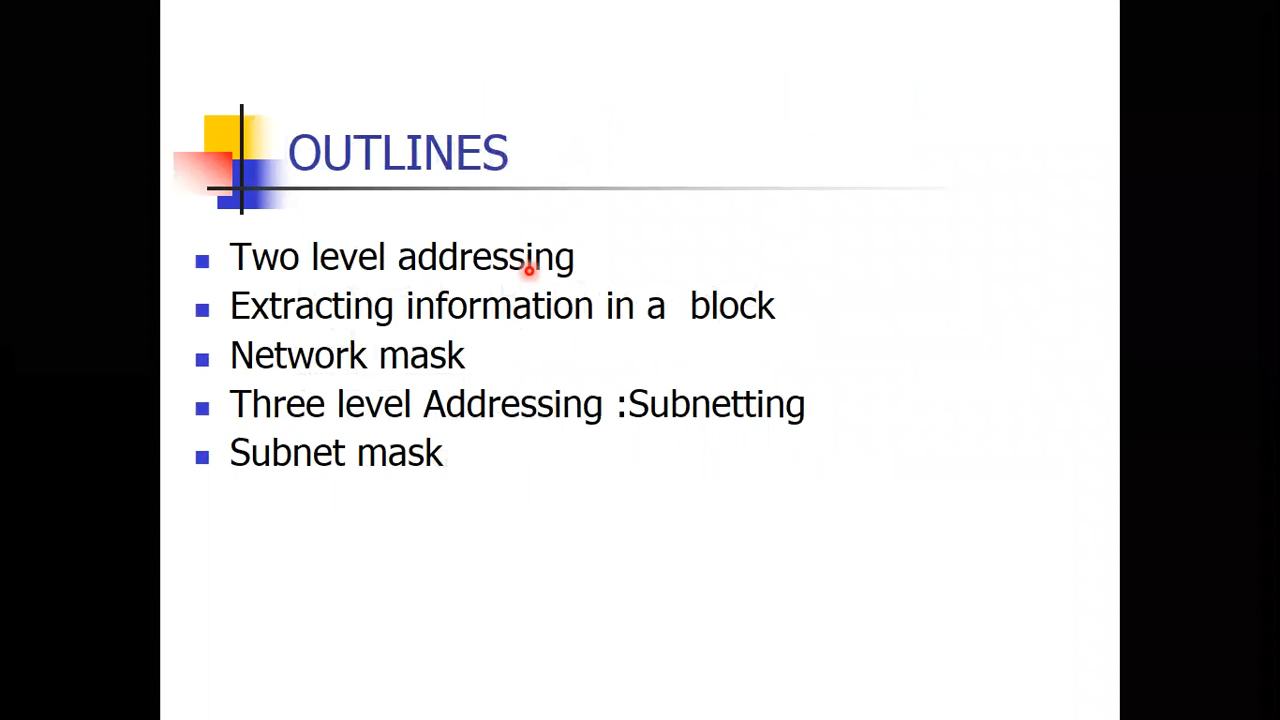 OUTLINES
Two level addressing
Extracting information in a  block
Network mask
Three level Addressing :Subnetting
Subnet mask